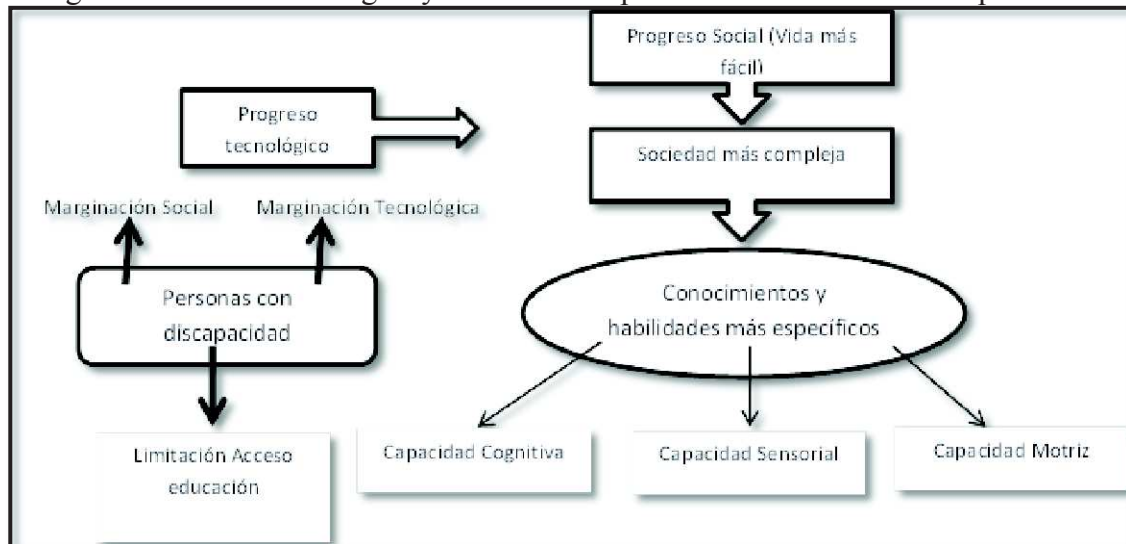 Progreso Social (Vida más
fácil)
Progreso
tecnológico
Sociedad más compleja
Marginación Social
Marginación Tecnológica
Personas con
discapacidad
Conocimientos y
habilidades más específicos
Limitación Acceso
educación
Capacidad Cognitiva
Capacidad Sensorial
Capacidad Motriz